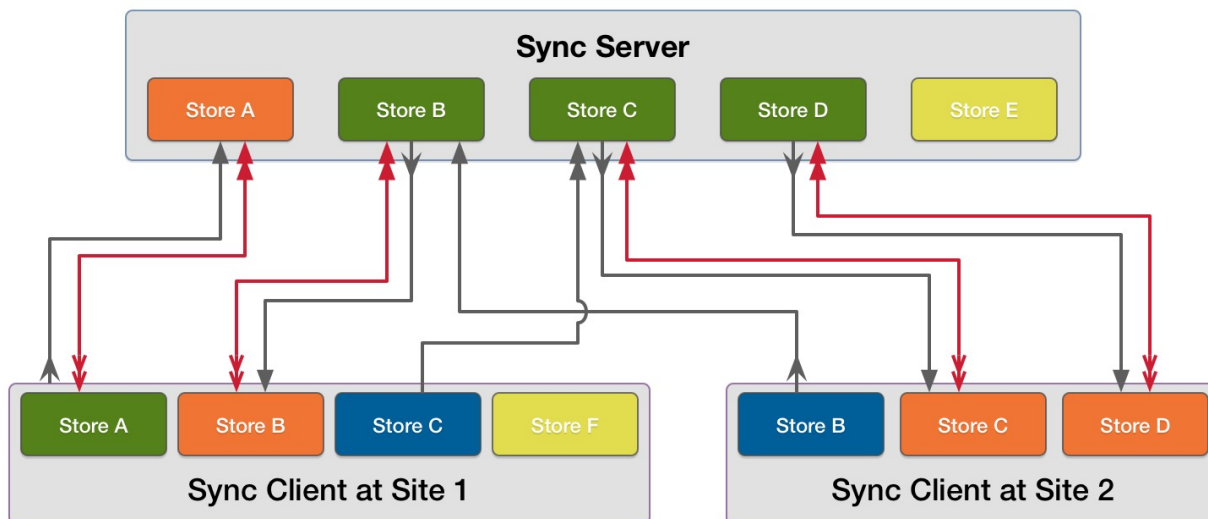 Sync Server
Store A
Store B
Store C
Store D
Store E
Store A
Store B
Store C
Store F
Sync Client at Site 1
Store B
Store C
Store D
Sync Client at Site 2